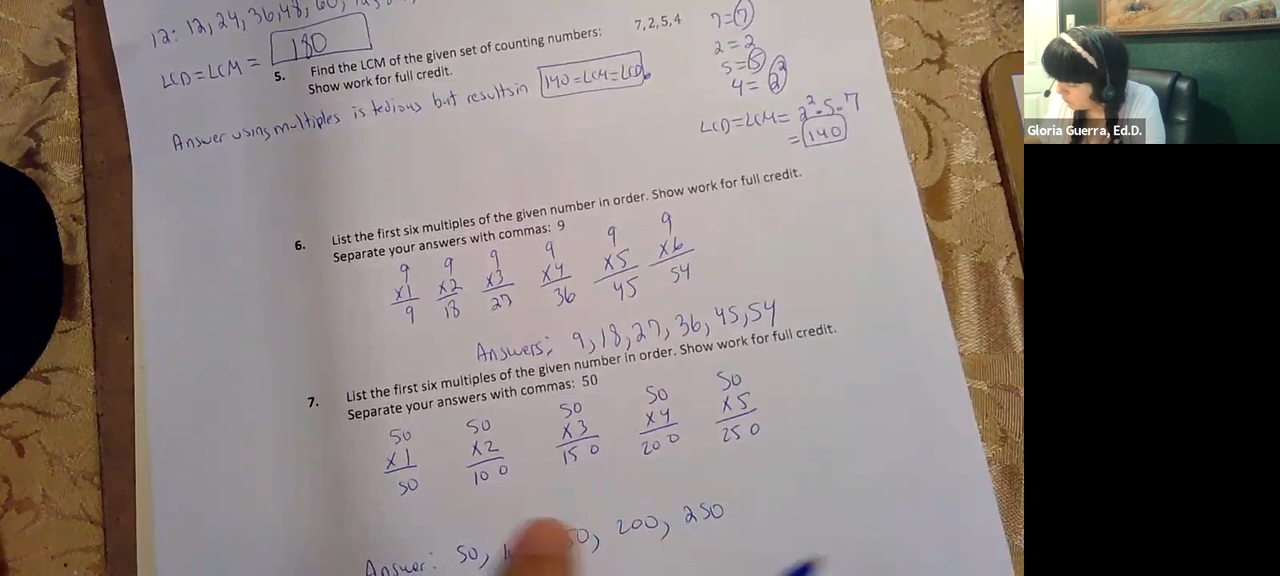 12: 12, 24, 36, 48, 60,
LCD = LCM = 180
5. Find the LCM of the given set of counting numbers: 7,2,5,4
Show work for full credit.
Answer using multiples is tedious but results in 140 = LCM = LCD.
7 = 7
2 = 2
5 = 5
4 = 2 2
LCD = LCM = 2² · 5 · 7
= 140
6. List the first six multiples of the given number in order. Show work for full credit.
Separate your answers with commas: 9
9 9 9 9 9 9
x1 x2 x3 x4 x5 x6
9 18 27 36 45 54
Answers: 9, 18, 27, 36, 45, 54
7. List the first six multiples of the given number in order. Show work for full credit.
Separate your answers with commas: 50
50 50 50 50 50
x1 x2 x3 x4 x5
50 100 150 200 250
Answer: 50, 200, 250
Gloria Guerra, Ed.D.